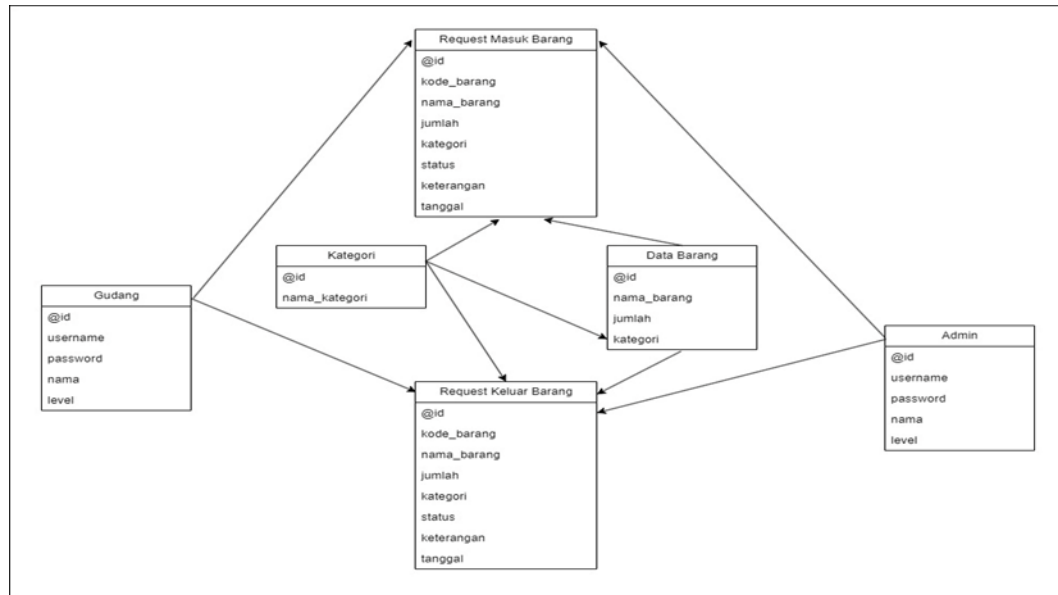 Request Masuk Barang
@id
kode_barang
nama_barang
jumlah
kategori
status
keterangan
tanggal
Kategori
@id
nama_kategori
Data Barang
@id
nama_barang
jumlah
kategori
Gudang
@id
username
password
nama
level
Admin
@id
username
password
nama
level
Request Keluar Barang
@id
kode_barang
nama_barang
jumlah
kategori
status
keterangan
tanggal